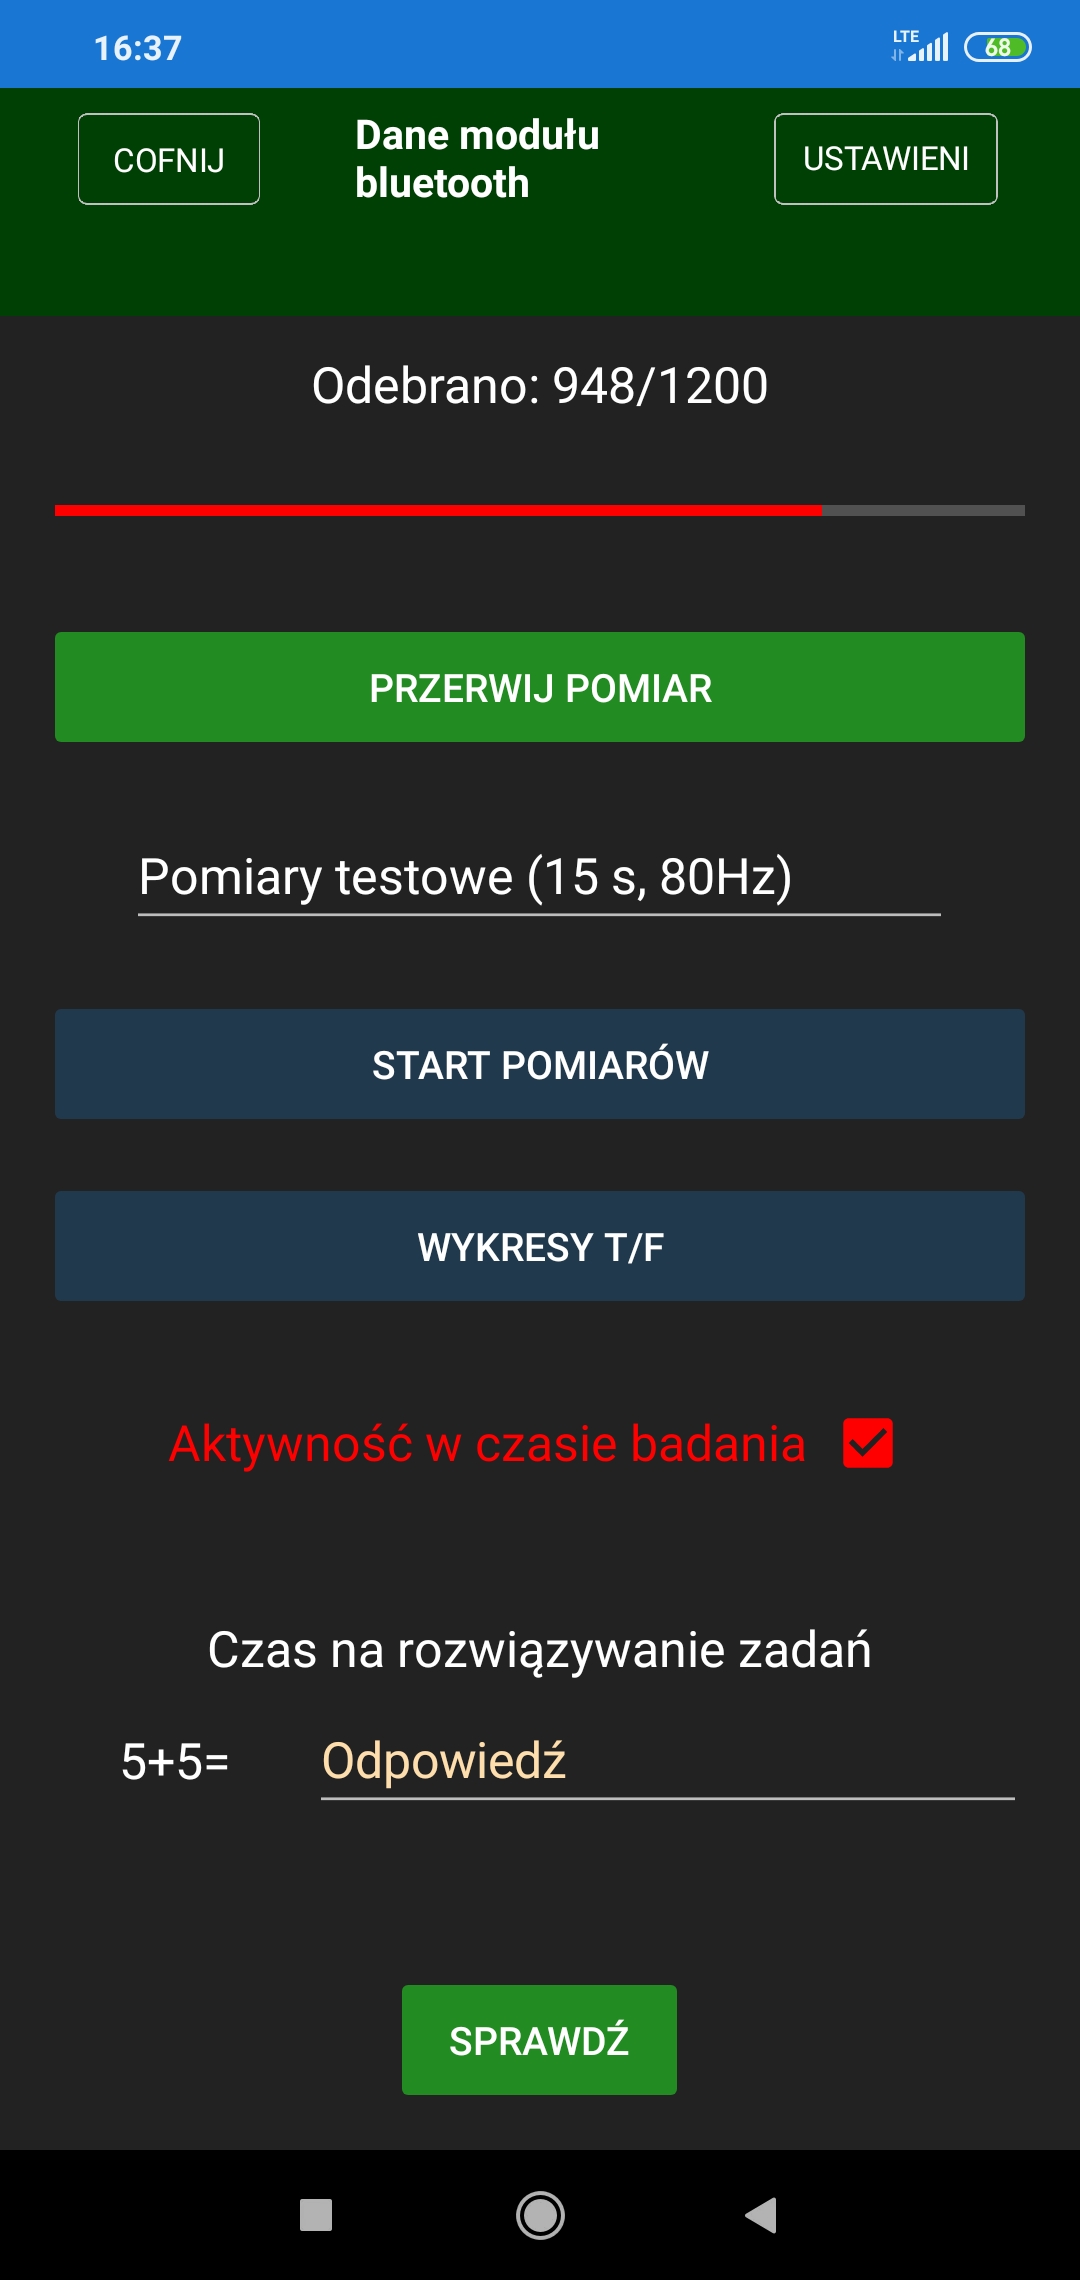 16:37
LTE
68
COFNIJ
Dane modułu
bluetooth
USTAWIENI
Odebrano: 948/1200
PRZERWIJ POMIAR
Pomiary testowe (15 s, 80Hz)
START POMIARÓW
WYKRESY T/F
Aktywność w czasie badania
Czas na rozwiązywanie zadań
5+5=
Odpowiedź
SPRAWDŹ